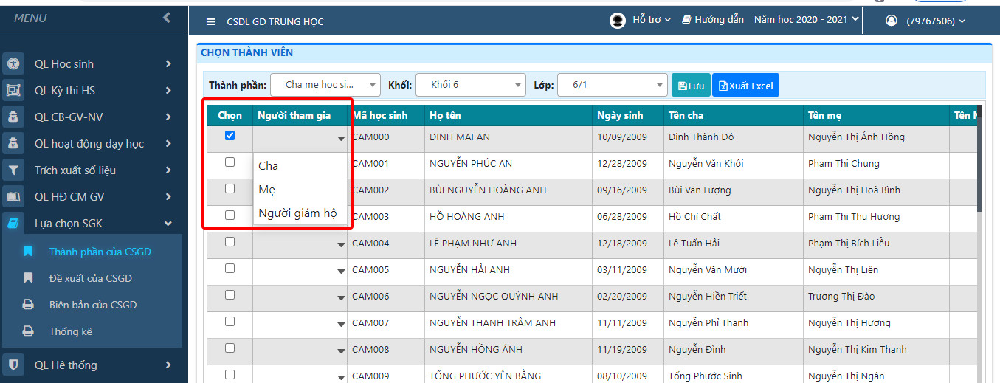 MENU
CSDL GD TRUNG HỌC
Hỗ trợ
Hướng dẫn
Năm học 2020 - 2021
(79767506)
QL Học sinh
QL Kỳ thi HS
QL CB-GV-NV
QL hoạt động dạy học
Trích xuất số liệu
QL HĐ CM GV
Lựa chọn SGK
Thành phần của CSGD
Đề xuất của CSGD
Biên bản của CSGD
Thống kê
QL Hệ thống
CHỌN THÀNH VIÊN
Thành phần: Cha mẹ học si... Khối: Khối 6 Lớp: 6/1 Lưu Xuất Excel
Chọn Người tham gia Mã học sinh Họ tên Ngày sinh Tên cha Tên mẹ Tên
CAM000 ĐINH MAI AN 10/09/2009 Đinh Thành Đô Nguyễn Thị Ánh Hồng
CAM001 NGUYỄN PHÚC AN 12/28/2009 Nguyễn Văn Khôi Phạm Thị Chung
CAM002 BÙI NGUYỄN HOÀNG ANH 09/16/2009 Bùi Văn Lượng Nguyễn Thị Hoà Bình
CAM003 HỒ HOÀNG ANH 06/28/2009 Hồ Chí Chất Phạm Thị Thu Hương
CAM004 LÊ PHẠM NHƯ ANH 12/18/2009 Lê Tuấn Hải Phạm Thị Bích Liễu
CAM005 NGUYỄN HẢI ANH 03/11/2009 Nguyễn Văn Mười Nguyễn Thị Liên
CAM006 NGUYỄN NGỌC QUỲNH ANH 02/20/2009 Nguyễn Hiền Triết Trương Thị Đào
CAM007 NGUYỄN THANH TRÂM ANH 11/11/2009 Nguyễn Phỉ Thanh Nguyễn Thị Hương
CAM008 NGUYỄN HỒNG ÁNH 11/19/2009 Nguyễn Đình Nguyễn Thị Kim Thanh
CAM009 TỐNG PHƯỚC YÊN BẰNG 08/10/2009 Tống Phước Sinh Nguyễn Thị Ngân
Cha
Mẹ
Người giám hộ